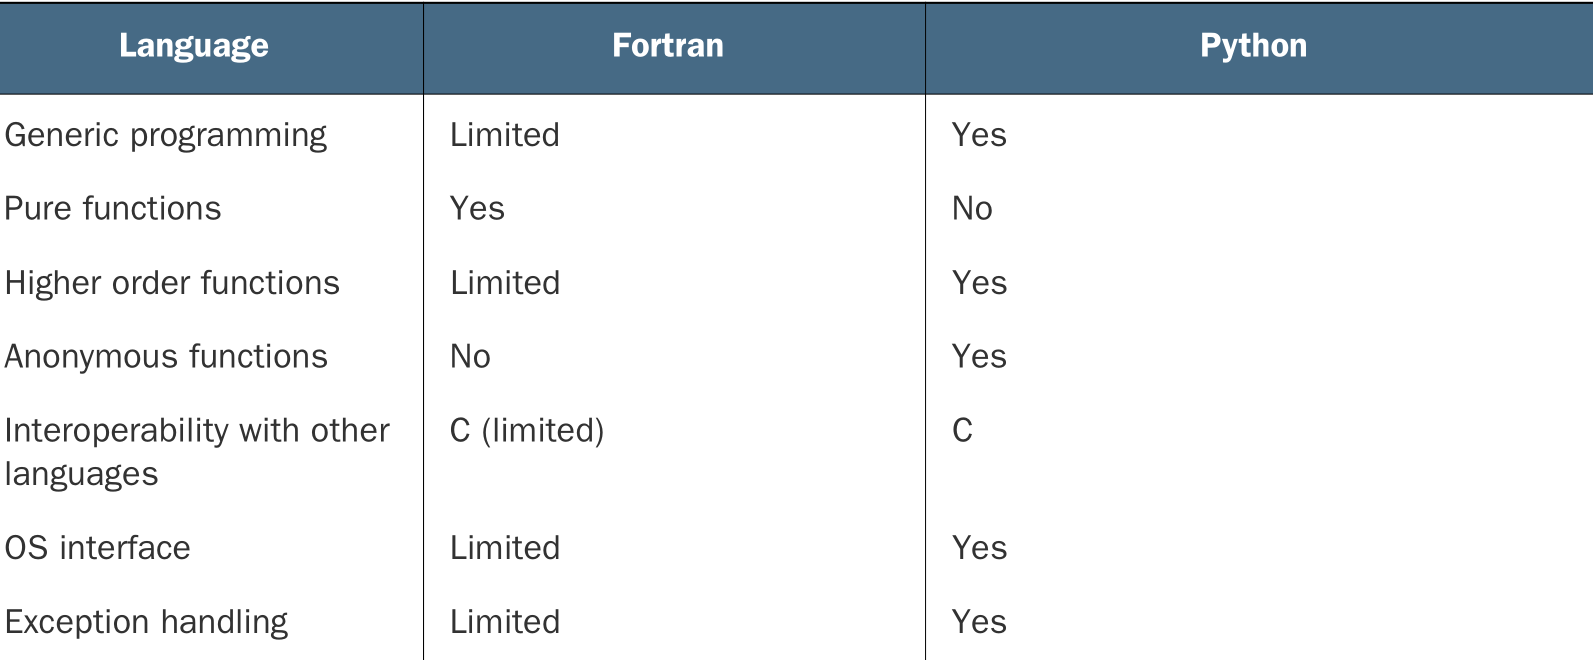 Language Fortran Python
Generic programming Limited Yes
Pure functions Yes No
Higher order functions Limited Yes
Anonymous functions No Yes
Interoperability with other C (limited) C
languages
OS interface Limited Yes
Exception handling Limited Yes